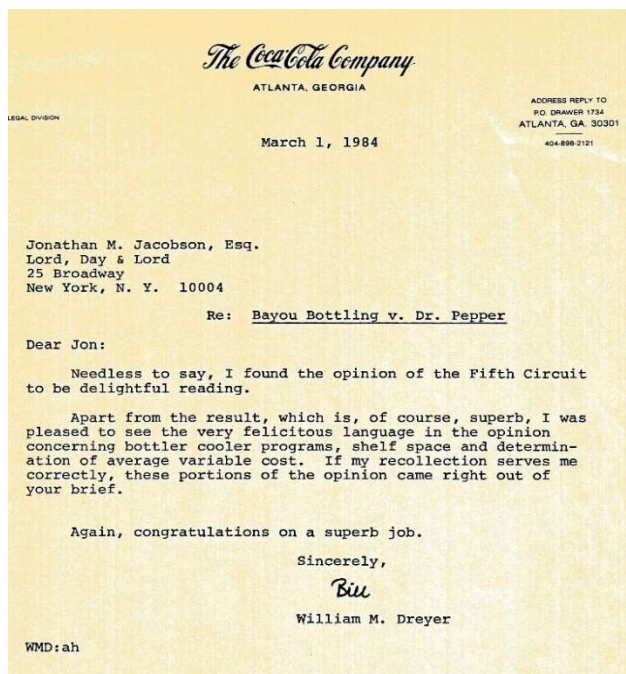 The Coca-Cola Company
ATLANTA, GEORGIA
LEGAL DIVISION
ADDRESS REPLY TO
P.O. DRAWER 1734
ATLANTA, GA. 30301
404-898-2121
March 1, 1984
Jonathan M. Jacobson, Esq.
Lord, Day & Lord
25 Broadway
New York, N. Y. 10004
Re: Bayou Bottling v. Dr. Pepper
Dear Jon:
Needless to say, I found the opinion of the Fifth Circuit
to be delightful reading.
Apart from the result, which is, of course, superb, I was
pleased to see the very felicitous language in the opinion
concerning bottler cooler programs, shelf space and determin-
ation of average variable cost. If my recollection serves me
correctly, these portions of the opinion came right out of
your brief.
Again, congratulations on a superb job.
Sincerely,
Bill
William M. Dreyer
WMD:ah